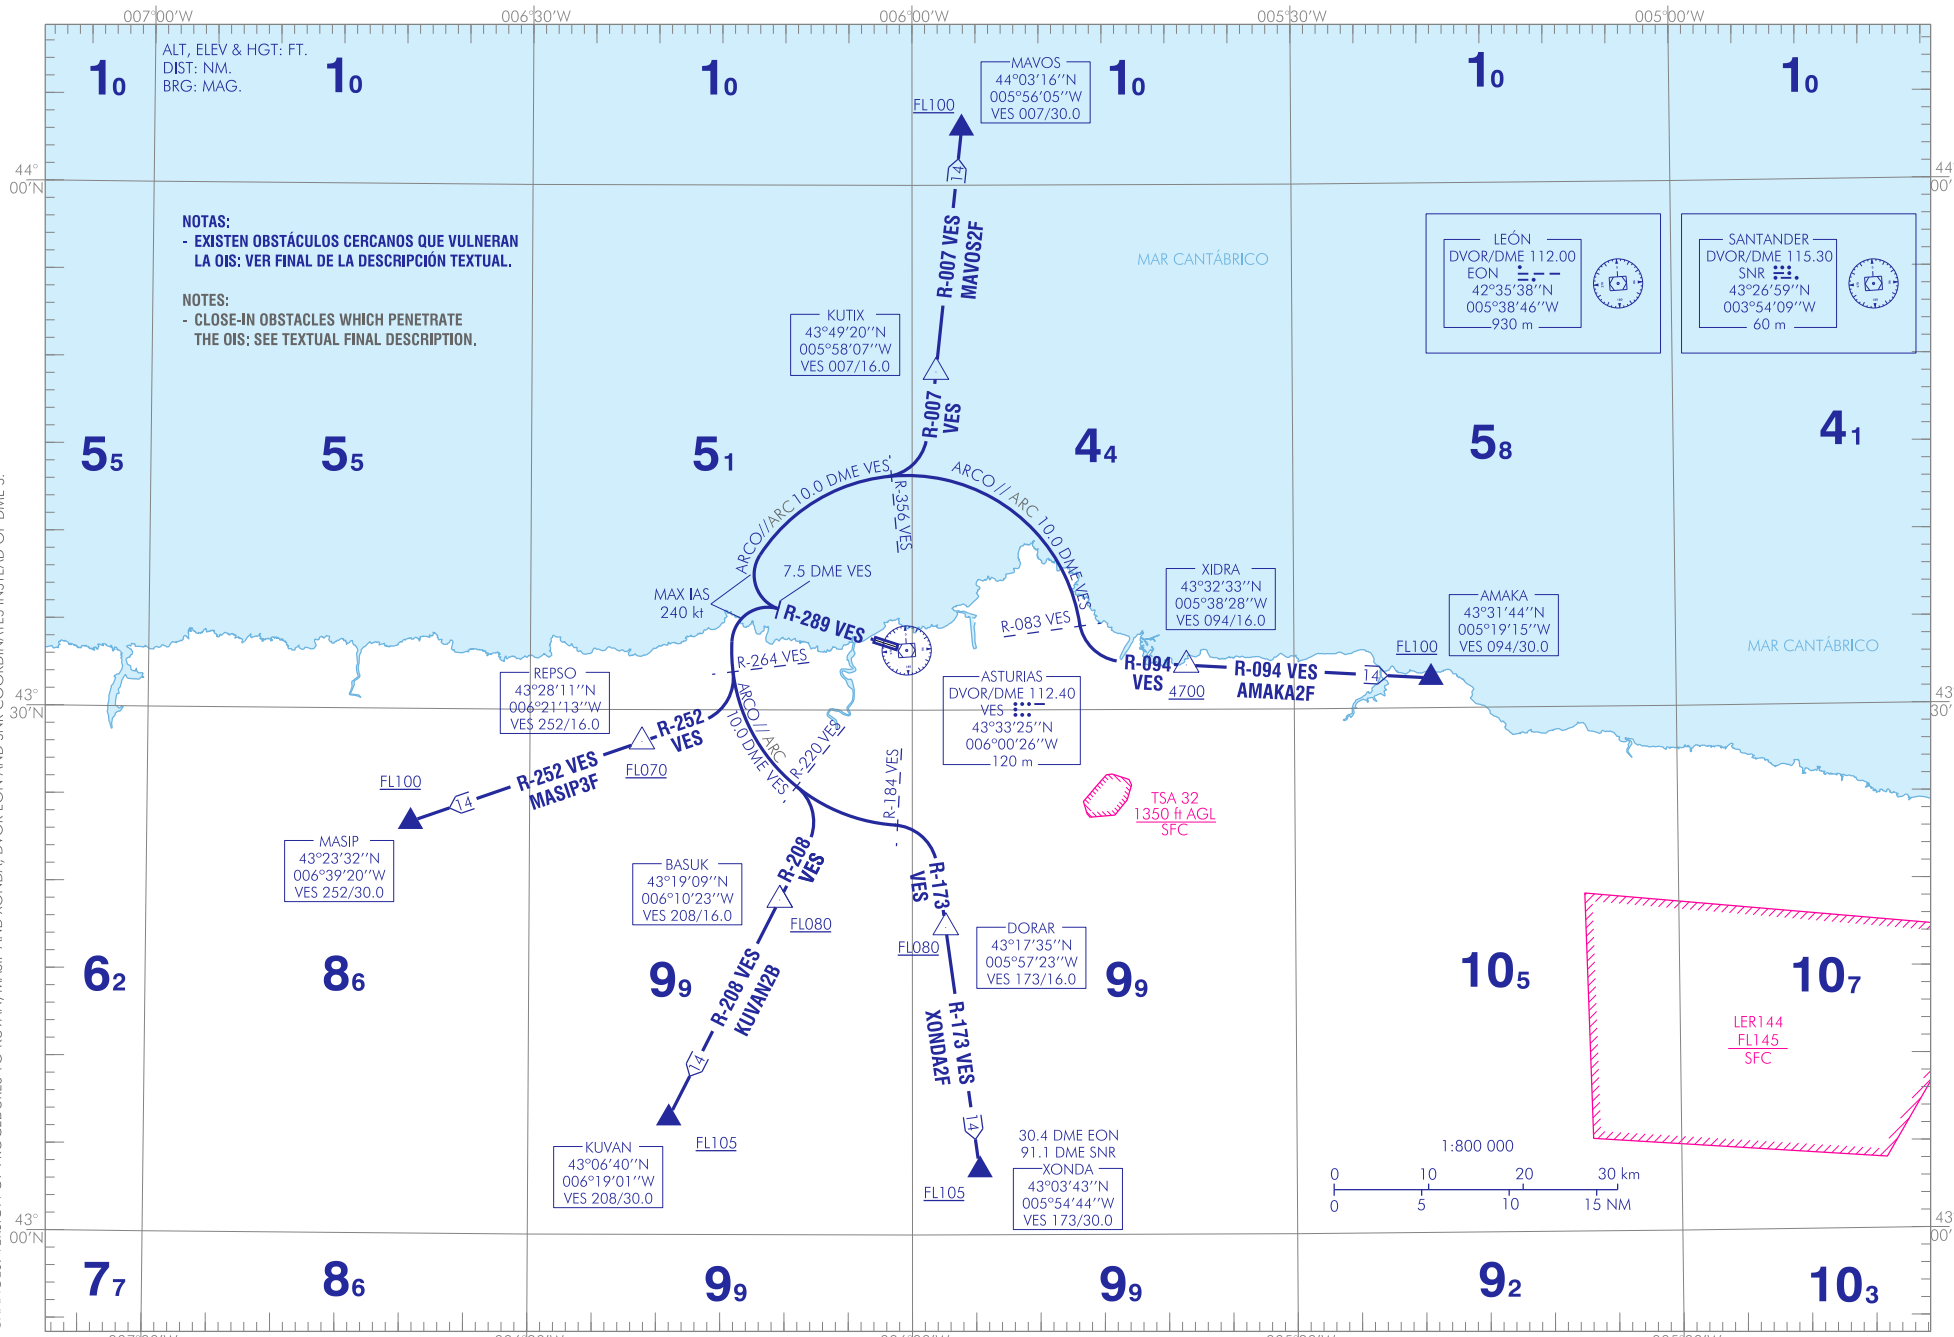 007°00'W
006°30'W
006°00'W
005°30'W
005°00'W
ALT, ELEV & HGT: FT.
DIST: NM.
BRG: MAG.
10
10
10
10
10
10
MAVOS
44°03'16''N
005°56'05''W
VES 007/30.0
FL100
44°
00'N
44°
00'
14
R-007 VES
MAVOS2F
NOTAS:
- EXISTEN OBSTÁCULOS CERCANOS QUE VULNERAN
LA OIS: VER FINAL DE LA DESCRIPCIÓN TEXTUAL.
NOTES:
- CLOSE-IN OBSTACLES WHICH PENETRATE
THE OIS: SEE TEXTUAL FINAL DESCRIPTION.
MAR CANTÁBRICO
LEÓN
DVOR/DME 112.00
EON
42°35'38''N
005°38'46''W
930 m
SANTANDER
DVOR/DME 115.30
SNR
43°26'59''N
003°54'09''W
60 m
KUTIX
43°49'20''N
005°58'07''W
VES 007/16.0
R-007
VES
55
55
51
44
58
41
ARCO//ARC 10.0 DME VES
R-356 VES
ARCO//ARC 10.0 DME VES
7.5 DME VES
MAX IAS
240 kt
R-289 VES
R-083 VES
XIDRA
43°32'33''N
005°38'28''W
VES 094/16.0
AMAKA
43°31'44''N
005°19'15''W
VES 094/30.0
FL100
MAR CANTÁBRICO
R-094
VES
4700
R-094 VES
AMAKA2F
14
R-264 VES
REPSO
43°28'11''N
006°21'13''W
VES 252/16.0
ASTURIAS
DVOR/DME 112.40
VES
43°33'25''N
006°00'26''W
120 m
43°
30'N
43
30'
R-252
VES
FL070
ARCO//ARC
10.0 DME VES
R-220 VES
R-184 VES
R-252 VES
MASIP3F
14
FL100
MASIP
43°23'32''N
006°39'20''W
VES 252/30.0
TSA 32
1350 ft AGL
SFC
BASUK
43°19'09''N
006°10'23''W
VES 208/16.0
R-208
VES
FL080
R-173
VES
FL080
DORAR
43°17'35''N
005°57'23''W
VES 173/16.0
62
86
99
99
105
107
R-208 VES
KUVAN2B
14
R-173 VES
XONDA2F
14
LER144
FL145
SFC
KUVAN
43°06'40''N
006°19'01''W
VES 208/30.0
FL105
30.4 DME EON
91.1 DME SNR
XONDA
43°03'43''N
005°54'44''W
VES 173/30.0
FL105
1:800 000
0 10 20 30 km
0 5 10 15 NM
43°
00'N
43
00'
77
86
99
99
92
103